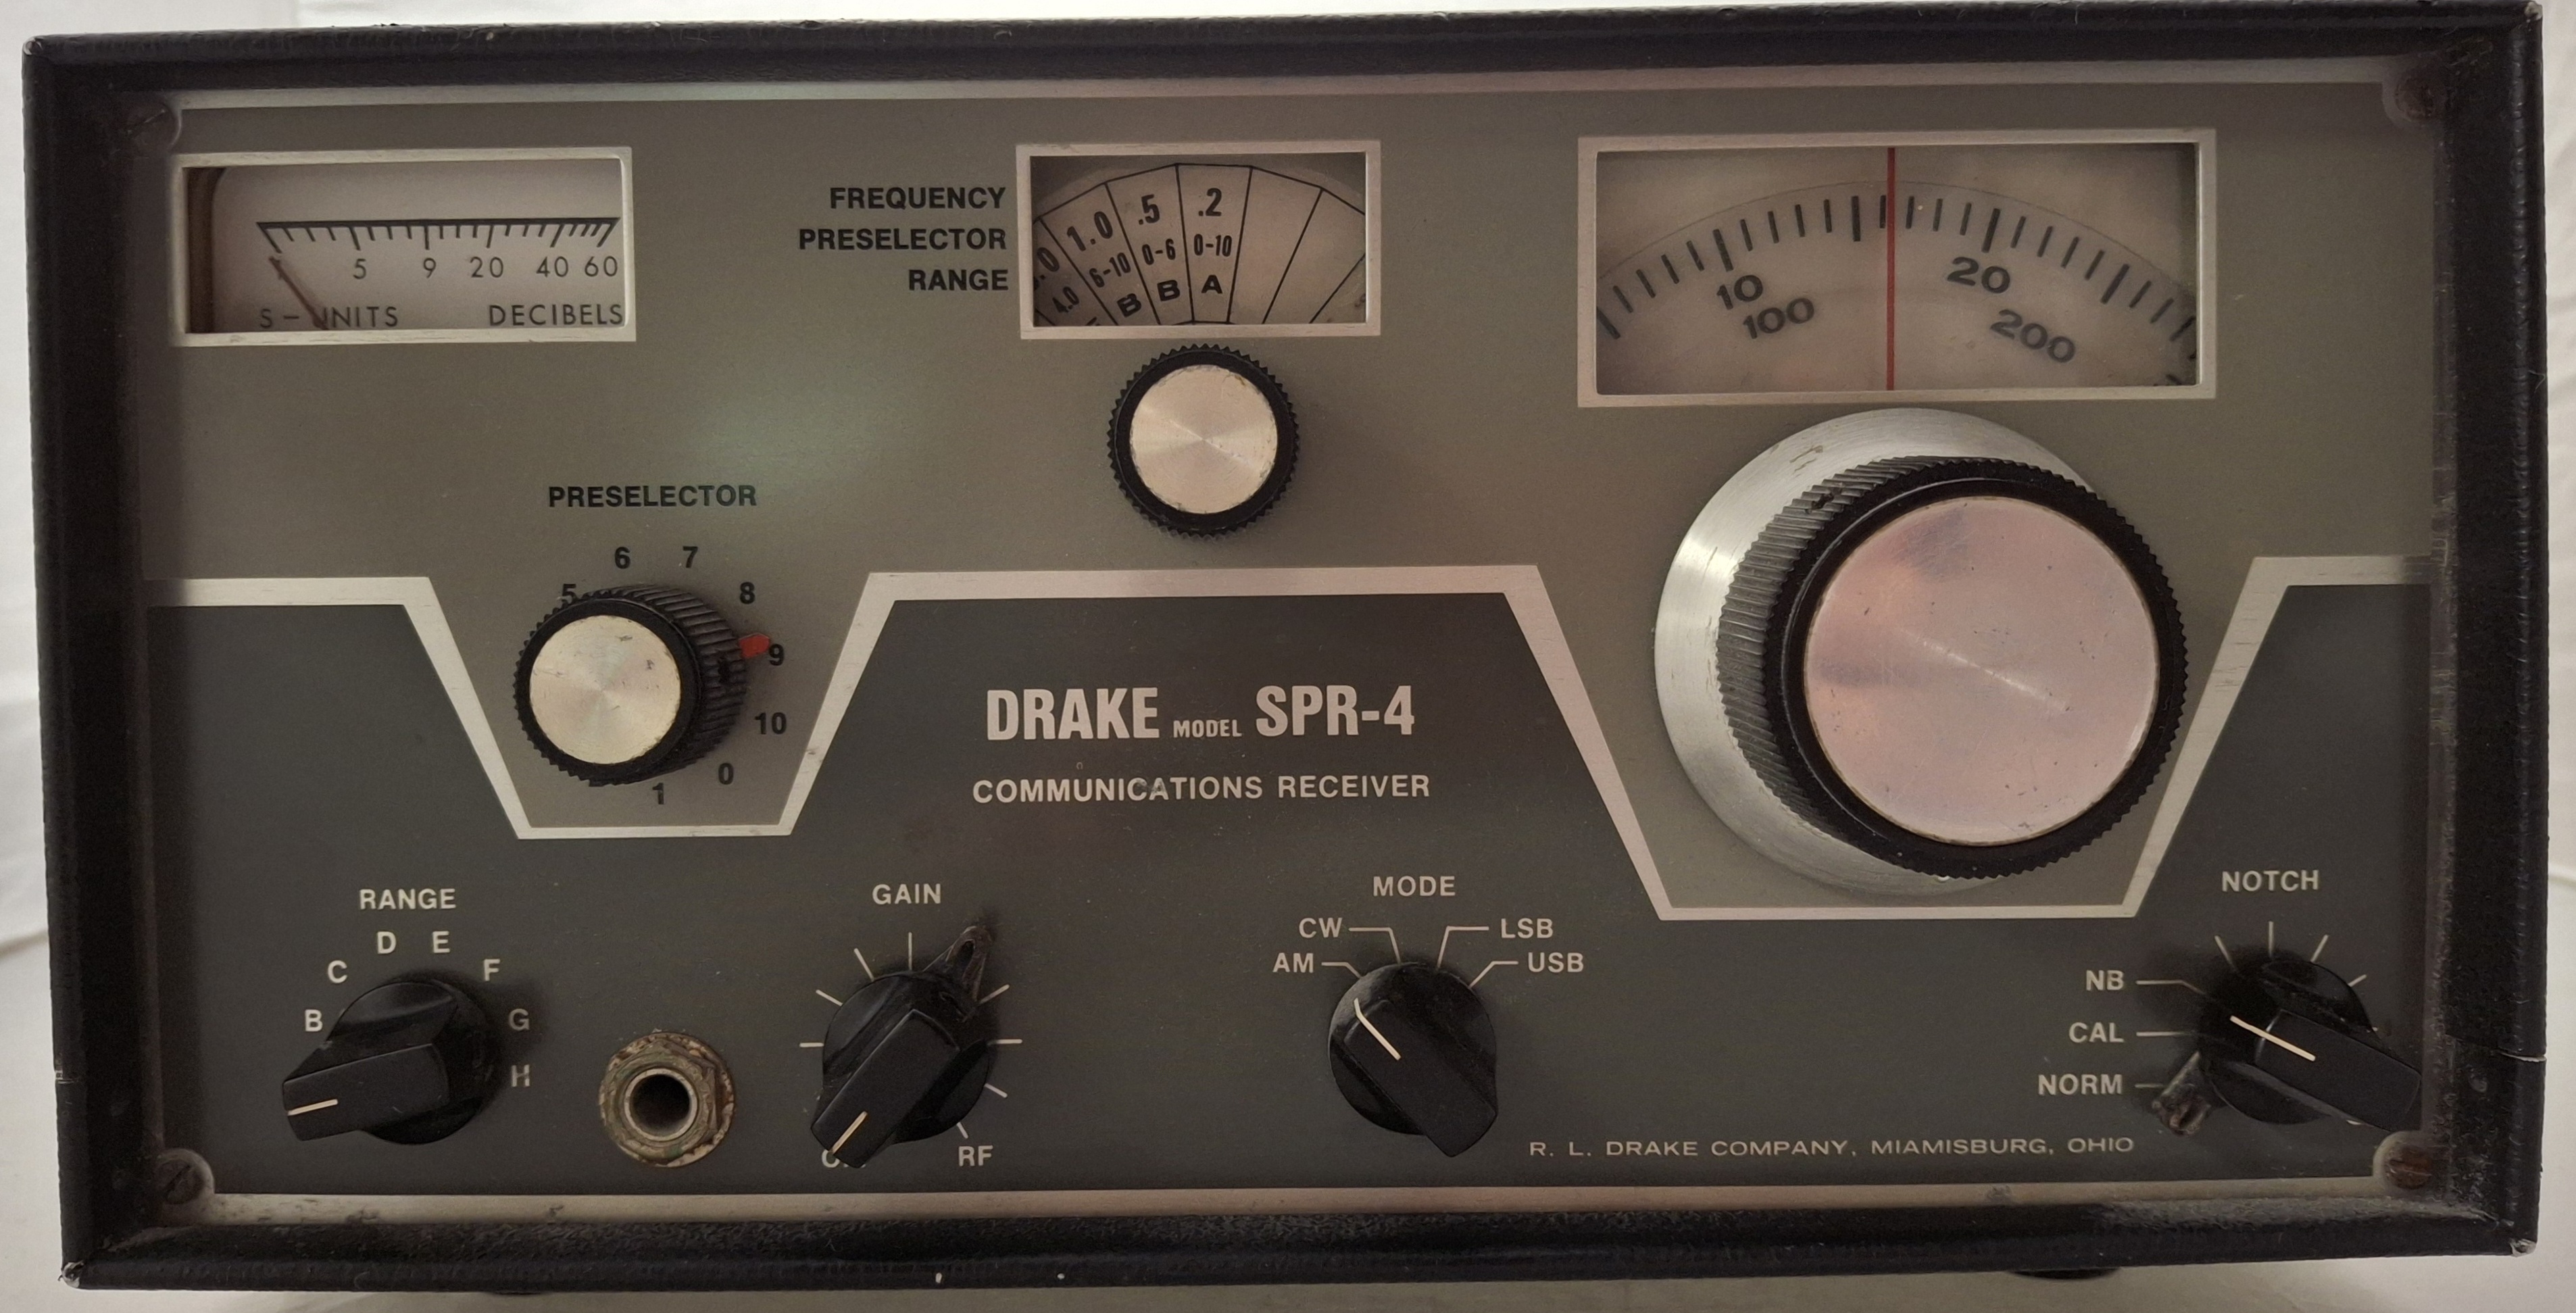 5 9 20 40 60
S - UNITS DECIBELS
FREQUENCY
PRESELECTOR
RANGE
1.0 .5 .2
4.0 6-10 0-6 0-10
B B A
10 20
100 200
PRESELECTOR
5 6 7 8 9 10 0 1
DRAKE MODEL SPR-4
COMMUNICATIONS RECEIVER
RANGE
B C D E F G H
GAIN
RF
MODE
CW LSB
AM USB
NOTCH
NB
CAL
NORM
R. L. DRAKE COMPANY, MIAMISBURG, OHIO